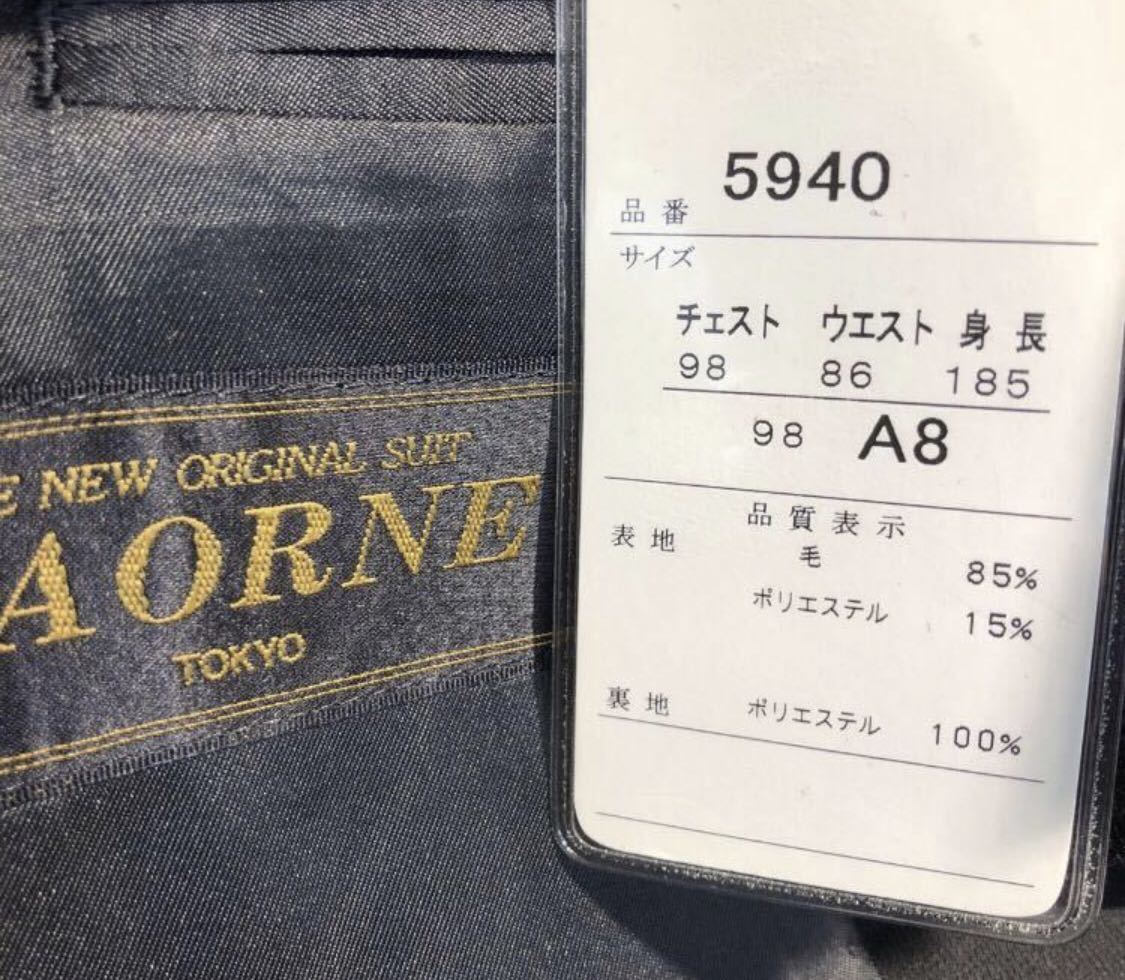 E NEW ORIGINAL SUIT
AORNE
TOKYO
5940
品番
サイズ
チェスト ウエスト 身長
98 86 185
98 A8
品質表示
表地 毛 85%
ポリエステル 15%
裏地 ポリエステル 100%